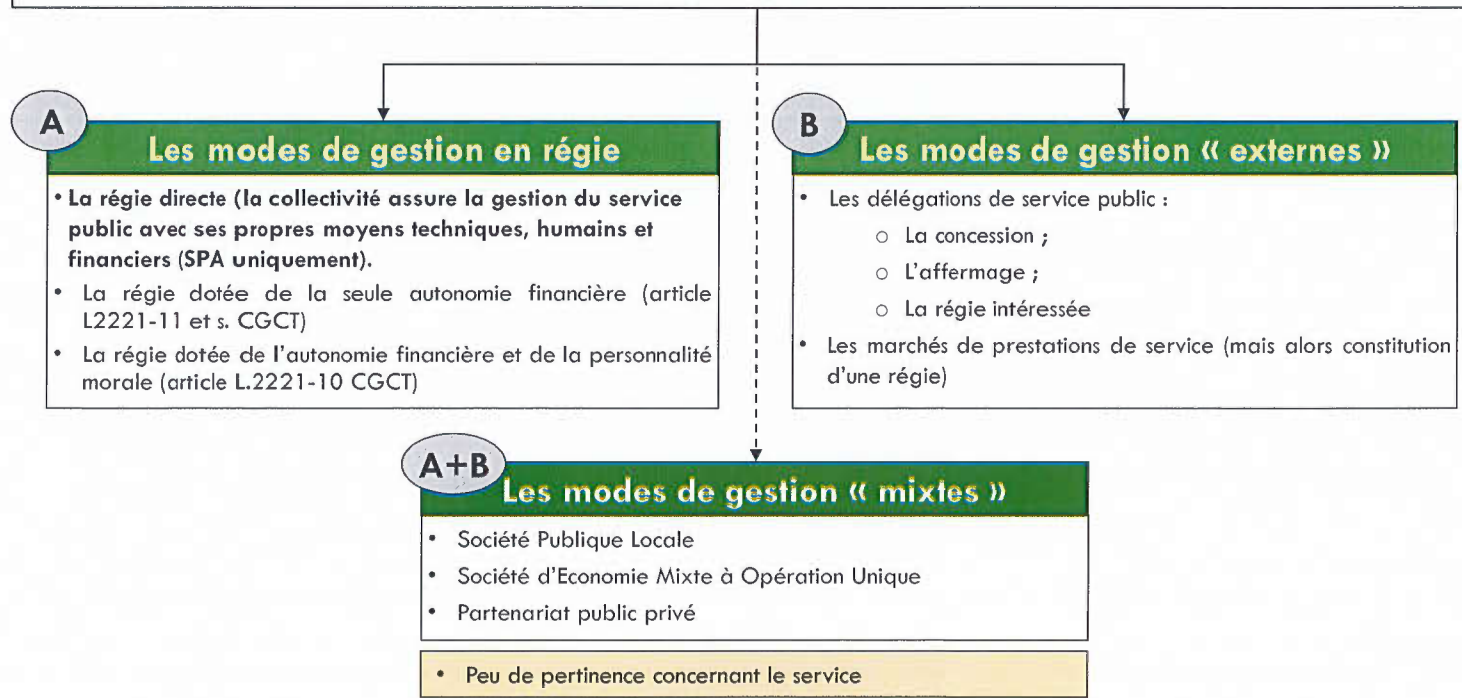 A
Les modes de gestion en régie
• La régie directe (la collectivité assure la gestion du service
public avec ses propres moyens techniques, humains et
financiers (SPA uniquement).
• La régie dotée de la seule autonomie financière (article
L2221-11 et s. CGCT)
• La régie dotée de l'autonomie financière et de la personnalité
morale (article L.2221-10 CGCT)
B
Les modes de gestion « externes »
• Les délégations de service public :
o La concession ;
o L'affermage ;
o La régie intéressée
• Les marchés de prestations de service (mais alors constitution
d'une régie)
A+B
Les modes de gestion « mixtes »
• Société Publique Locale
• Société d'Economie Mixte à Opération Unique
• Partenariat public privé
• Peu de pertinence concernant le service